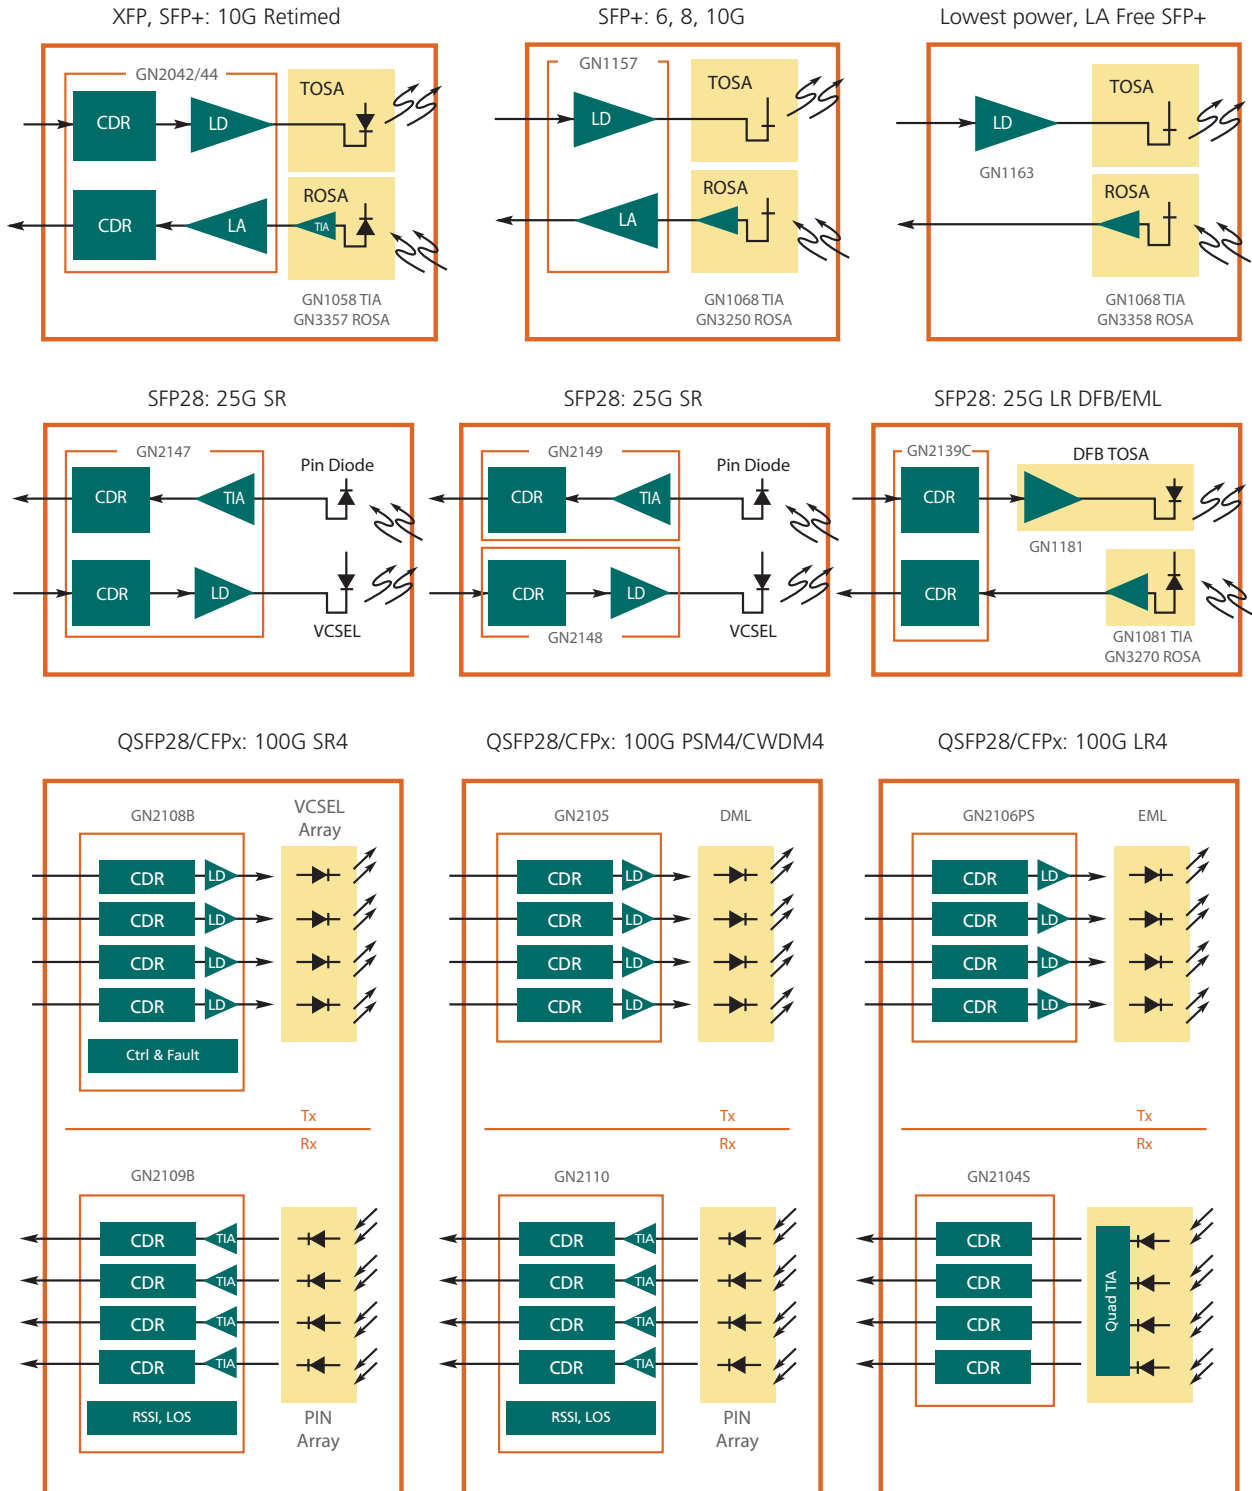 XFP, SFP+: 10G Retimed
GN2042/44
CDR
LD
TOSA
CDR
LA
TIA
ROSA
GN1058 TIA
GN3357 ROSA
SFP+: 6, 8, 10G
GN1157
LD
TOSA
LA
ROSA
GN1068 TIA
GN3250 ROSA
Lowest power, LA Free SFP+
LD
GN1163
TOSA
ROSA
GN1068 TIA
GN3358 ROSA
SFP28: 25G SR
GN2147
CDR
TIA
Pin Diode
CDR
LD
VCSEL
SFP28: 25G SR
GN2149
CDR
TIA
Pin Diode
CDR
LD
GN2148
VCSEL
SFP28: 25G LR DFB/EML
GN2139C
CDR
DFB TOSA
GN1181
CDR
GN1081 TIA
GN3270 ROSA
QSFP28/CFPx: 100G SR4
GN2108B
VCSEL
Array
CDR
LD
CDR
LD
CDR
LD
CDR
LD
Ctrl & Fault
Tx
Rx
GN2109B
CDR
TIA
CDR
TIA
CDR
TIA
CDR
TIA
RSSI, LOS
PIN
Array
QSFP28/CFPx: 100G PSM4/CWDM4
GN2105
DML
CDR
LD
CDR
LD
CDR
LD
CDR
LD
Tx
Rx
GN2110
CDR
TIA
CDR
TIA
CDR
TIA
CDR
TIA
RSSI, LOS
PIN
Array
QSFP28/CFPx: 100G LR4
GN2106PS
EML
CDR
LD
CDR
LD
CDR
LD
CDR
LD
Tx
Rx
GN2104S
CDR
CDR
CDR
CDR
Quad TIA